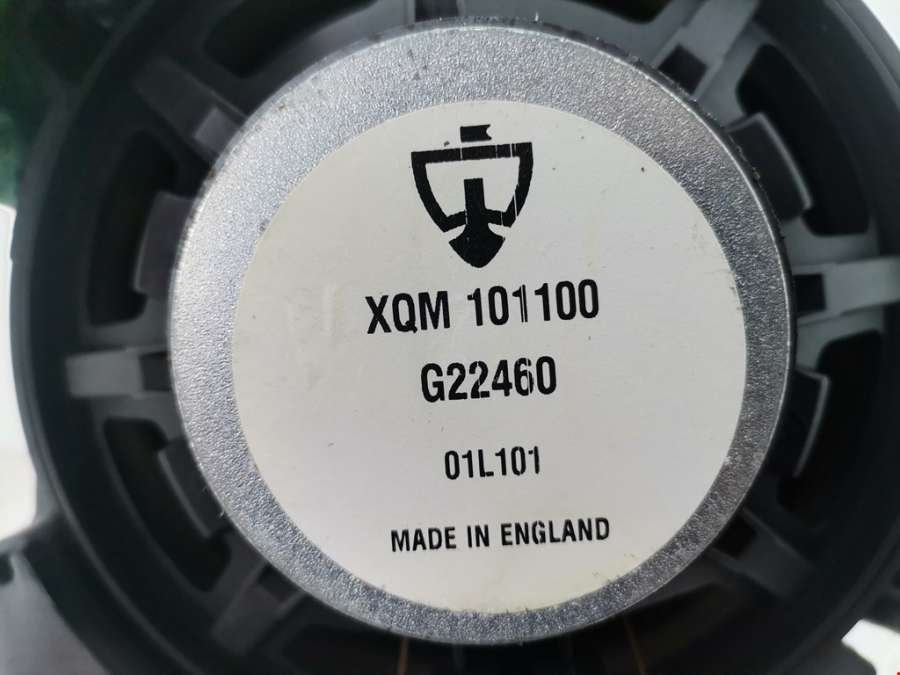 XQM 101100
G22460
01L101
MADE IN ENGLAND